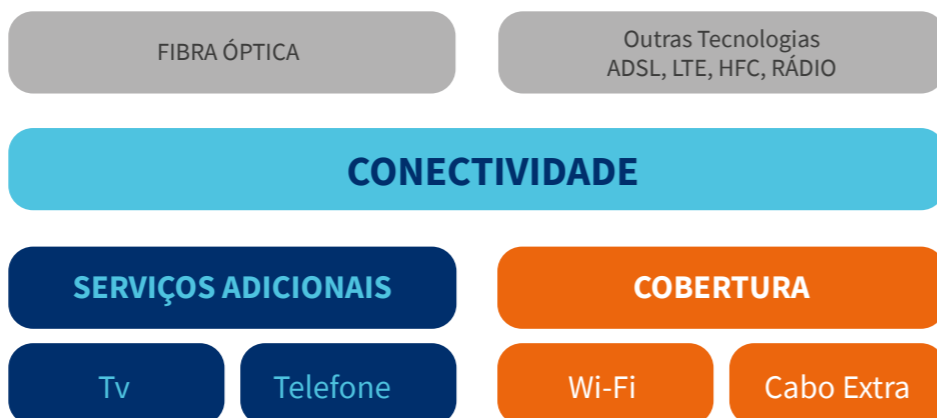 FIBRA ÓPTICA
Outras Tecnologias
ADSL, LTE, HFC, RÁDIO
CONECTIVIDADE
SERVIÇOS ADICIONAIS
COBERTURA
Tv
Telefone
Wi-Fi
Cabo Extra